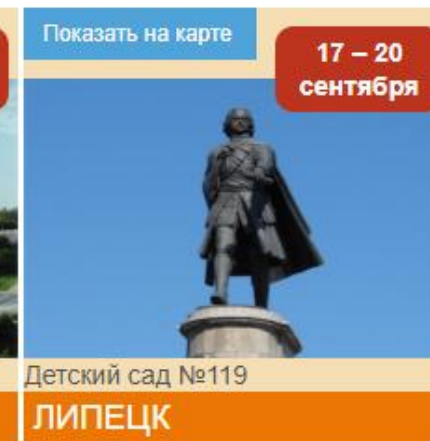 Показать на карте
17 – 20
сентября
Детский сад №119
ЛИПЕЦК